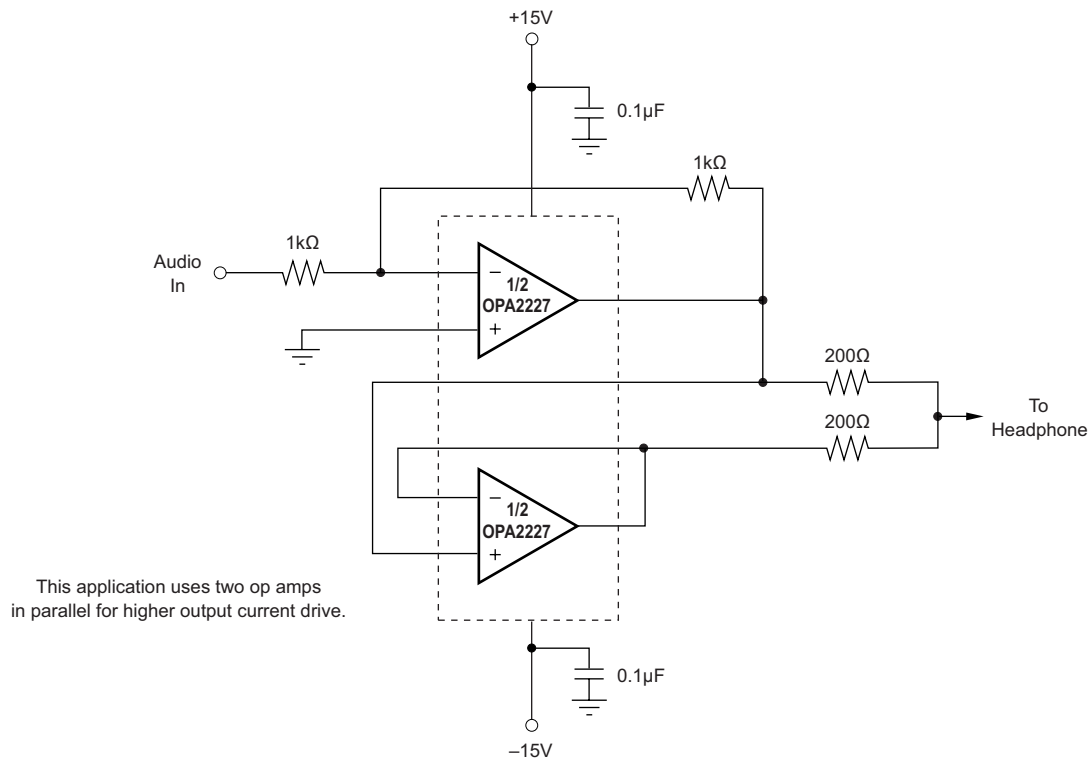 +15V
0.1µF
1kΩ
1kΩ
Audio
In
–
1/2
OPA2227
+
200Ω
To
Headphone
200Ω
–
1/2
OPA2227
+
This application uses two op amps
in parallel for higher output current drive.
0.1µF
–15V